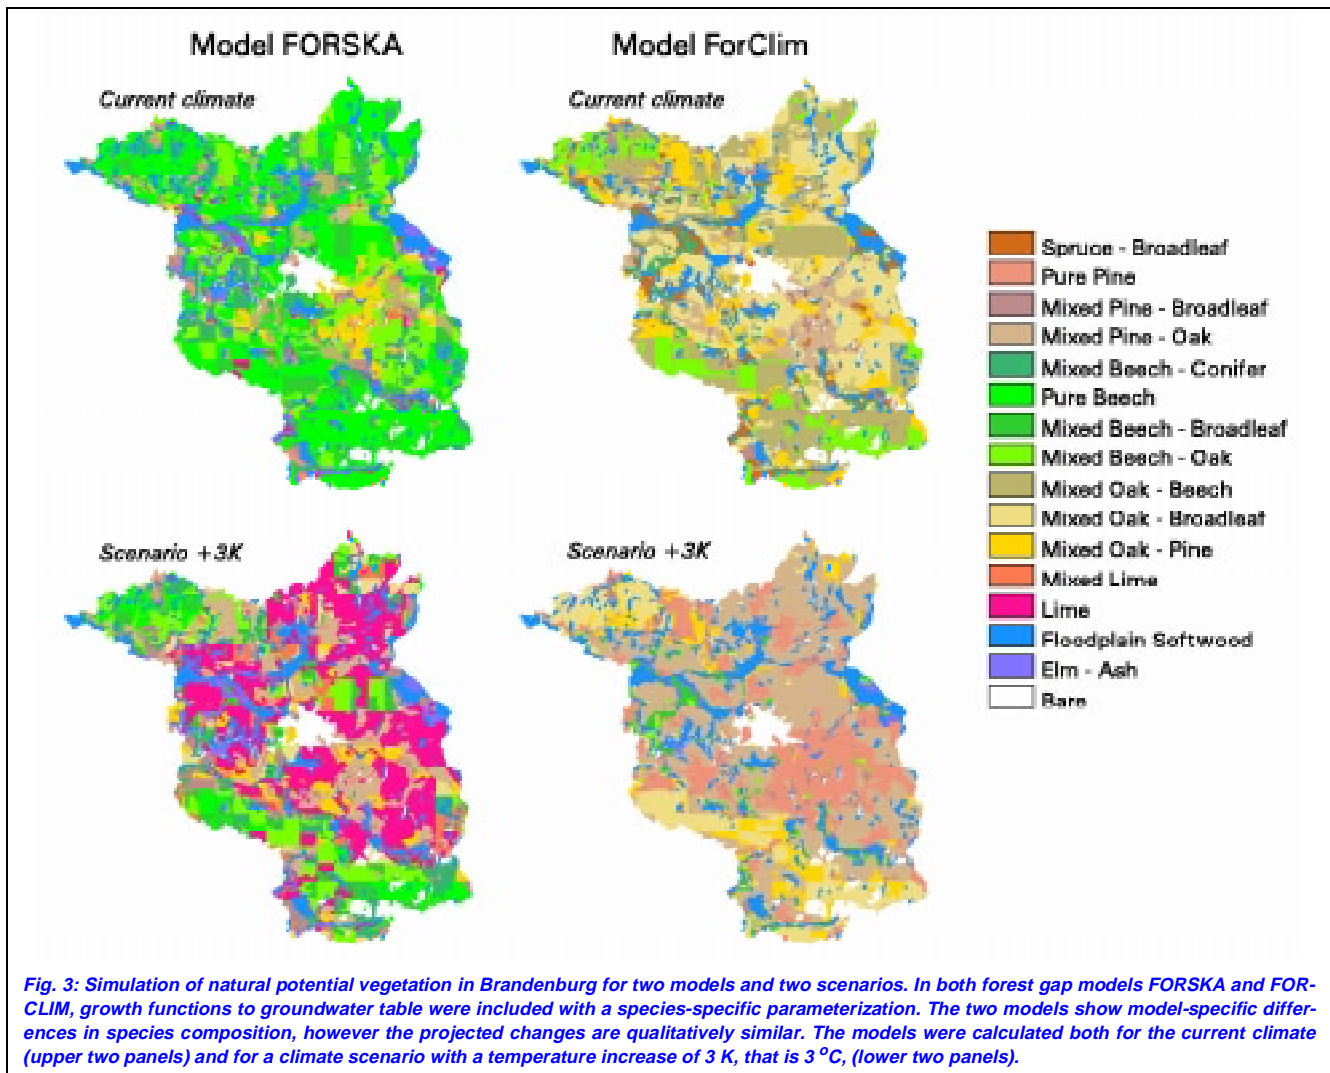 Model FORSKA
Model ForClim
Current climate
Current climate
Spruce - Broadleaf
Pure Pine
Mixed Pine - Broadleaf
Mixed Pine - Oak
Mixed Beech - Conifer
Pure Beech
Mixed Beech - Broadleaf
Mixed Beech - Oak
Mixed Oak - Beech
Mixed Oak - Broadleaf
Mixed Oak - Pine
Mixed Lime
Lime
Floodplain Softwood
Elm - Ash
Bare
Scenario +3K
Scenario +3K
Fig. 3: Simulation of natural potential vegetation in Brandenburg for two models and two scenarios. In both forest gap models FORSKA and FOR-
CLIM, growth functions to groundwater table were included with a species-specific parameterization. The two models show model-specific differ-
ences in species composition, however the projected changes are qualitatively similar. The models were calculated both for the current climate
(upper two panels) and for a climate scenario with a temperature increase of 3 K, that is 3 °C, (lower two panels).